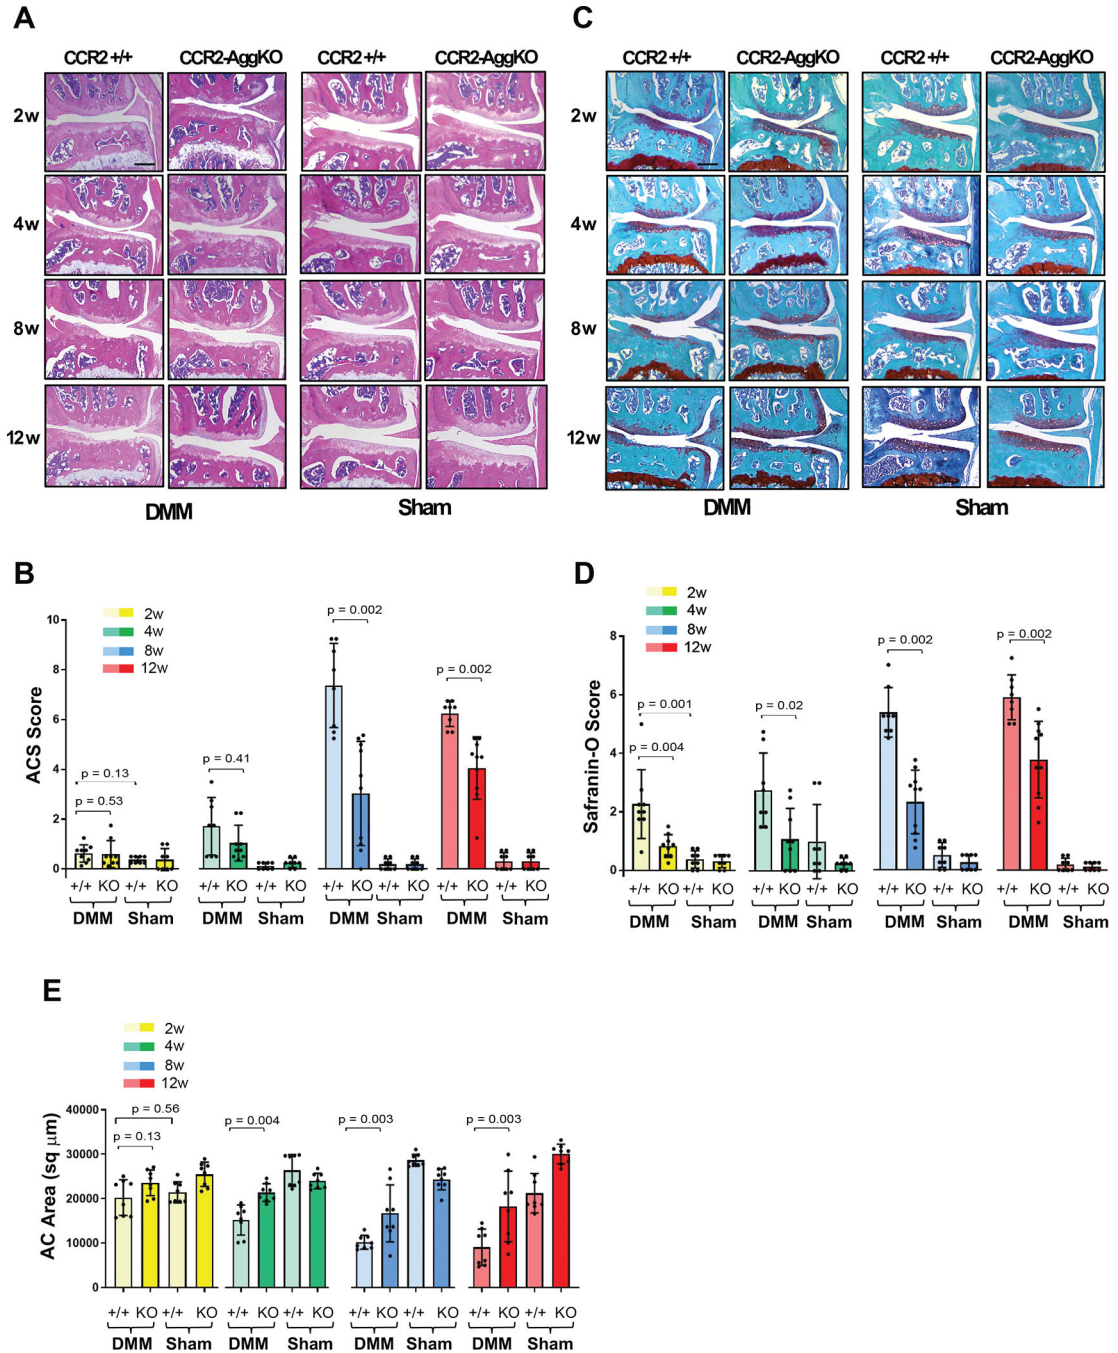 A
CCR2 +/+ CCR2-AggKO CCR2 +/+ CCR2-AggKO
2w
4w
8w
12w
DMM Sham
C
CCR2 +/+ CCR2-AggKO CCR2 +/+ CCR2-AggKO
2w
4w
8w
12w
DMM Sham
B
2w
4w
8w
12w
ACS Score
10
8
6
4
2
0
p = 0.13
p = 0.53
p = 0.41
p = 0.002
p = 0.002
+/+ KO +/+ KO +/+ KO +/+ KO +/+ KO +/+ KO +/+ KO +/+ KO
DMM Sham DMM Sham DMM Sham DMM Sham
D
2w
4w
8w
12w
Safranin-O Score
8
6
4
2
0
p = 0.001
p = 0.004
p = 0.02
p = 0.002
p = 0.002
+/+ KO +/+ KO +/+ KO +/+ KO +/+ KO +/+ KO +/+ KO +/+ KO
DMM Sham DMM Sham DMM Sham DMM Sham
E
2w
4w
8w
12w
AC Area (sq μm)
40000
30000
20000
10000
0
p = 0.56
p = 0.13
p = 0.004
p = 0.003
p = 0.003
+/+ KO +/+ KO +/+ KO +/+ KO +/+ KO +/+ KO +/+ KO +/+ KO
DMM Sham DMM Sham DMM Sham DMM Sham